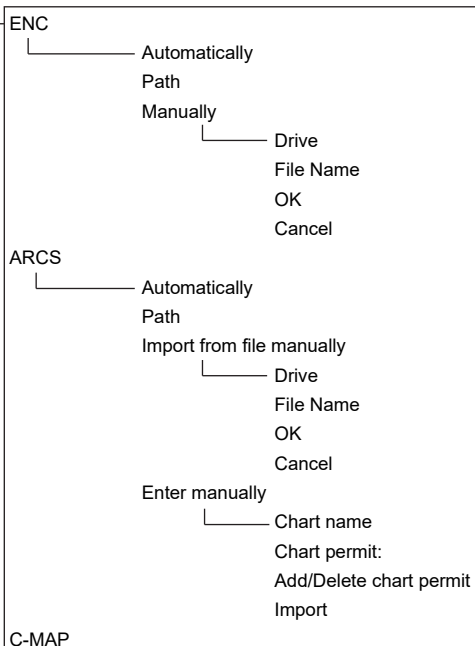 ENC
Automatically
Path
Manually
Drive
File Name
OK
Cancel
ARCS
Automatically
Path
Import from file manually
Drive
File Name
OK
Cancel
Enter manually
Chart name
Chart permit:
Add/Delete chart permit
Import
C-MAP